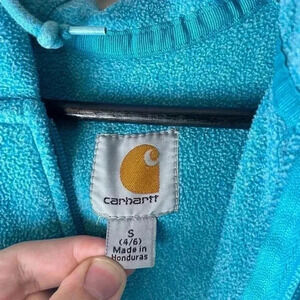 carhartt
S
(4/6)
Made in
Honduras